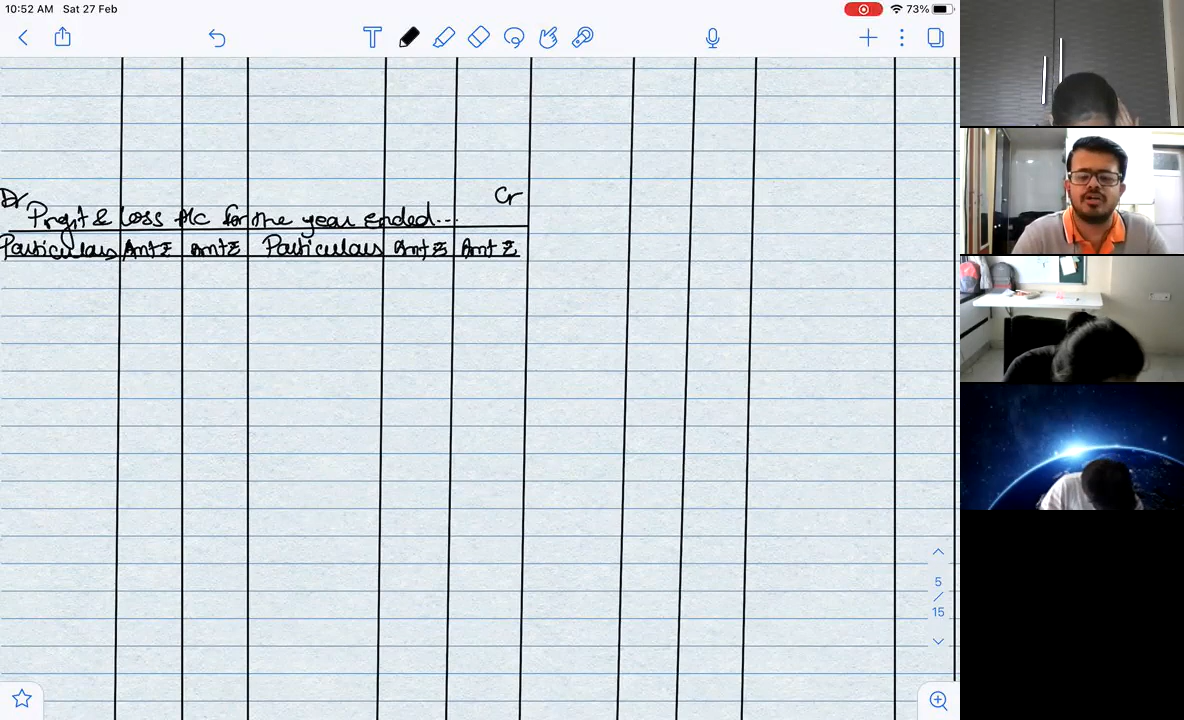 10:52 AM Sat 27 Feb
73%
T
Dr
Cr
Profit & Loss A/c for the year ended...
Particulars Amt ₹ Amt ₹ Particulars Amt ₹ Amt ₹
5
/
15